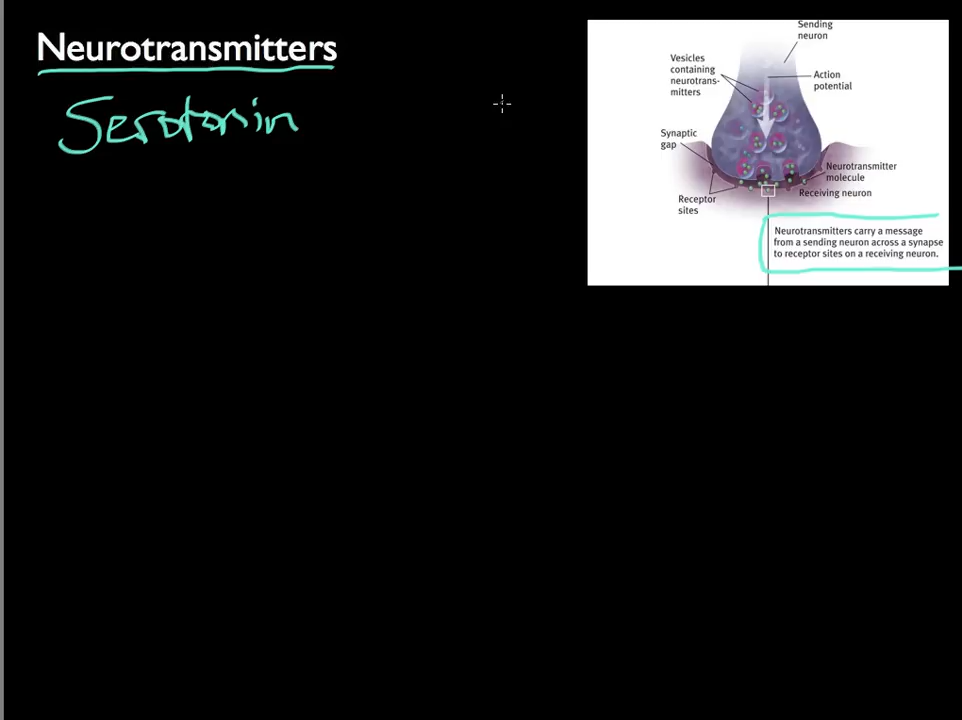 Neurotransmitters
Serotonin
Sending
neuron
Vesicles
containing
neurotrans-
mitters
Action
potential
Synaptic
gap
Neurotransmitter
molecule
Receptor
sites
Receiving neuron
Neurotransmitters carry a message
from a sending neuron across a synapse
to receptor sites on a receiving neuron.